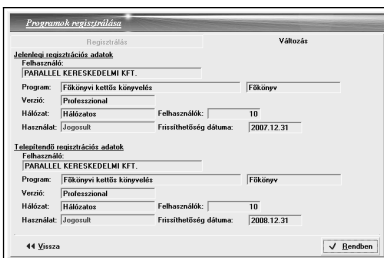 Programok regisztrálása
Regisztrálás Változás
Jelenlegi regisztrációs adatok
Felhasználó:
PARALLEL KERESKEDELMI KFT.
Program: Főkönyvi kettős könyvelés Főkönyv
Verzió: Professzional
Hálózat: Hálózatos Felhasználók: 10
Használat: Jogosult Frissíthetőség dátuma: 2007.12.31
Telepítendő regisztrációs adatok
Felhasználó:
PARALLEL KERESKEDELMI KFT.
Program: Főkönyvi kettős könyvelés Főkönyv
Verzió: Professzional
Hálózat: Hálózatos Felhasználók: 10
Használat: Jogosult Frissíthetőség dátuma: 2008.12.31
Vissza Rendben